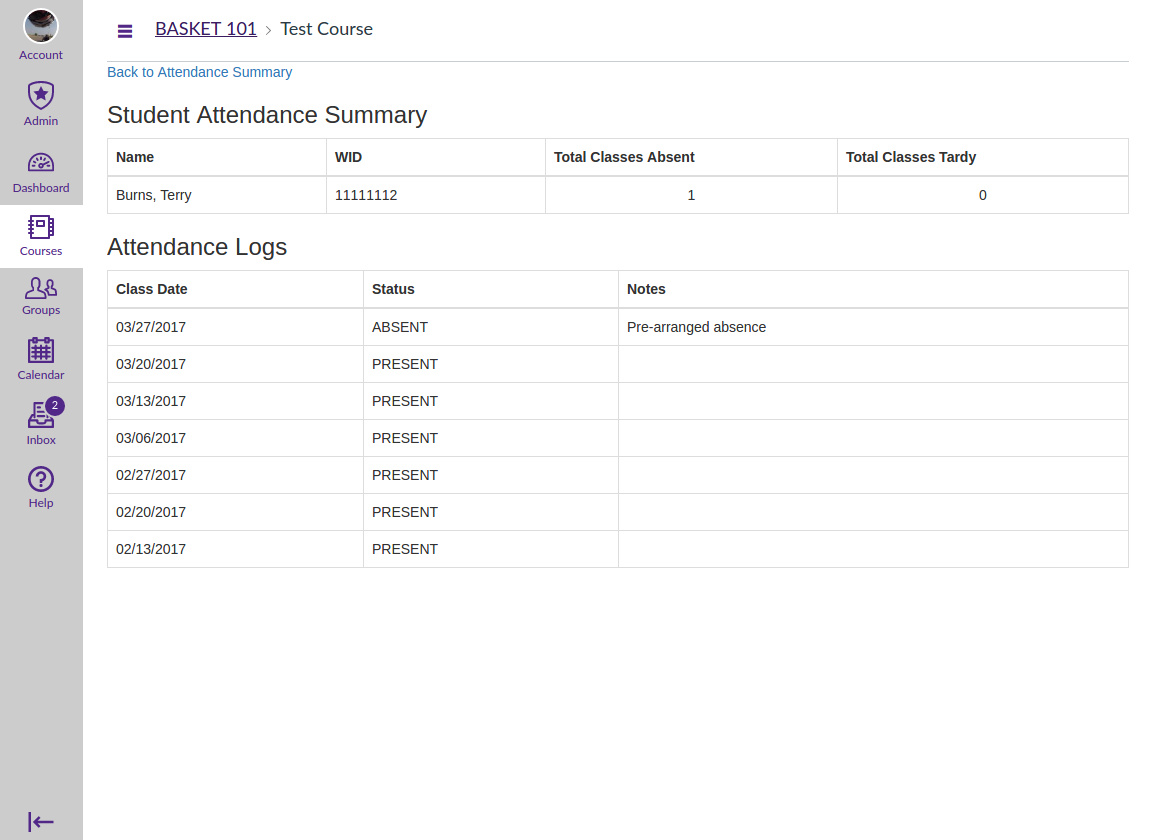 Account
Admin
Dashboard
Courses
Groups
Calendar
2
Inbox
?
Help
BASKET 101 > Test Course
Back to Attendance Summary
Student Attendance Summary
Name WID Total Classes Absent Total Classes Tardy
Burns, Terry 11111112 1 0
Attendance Logs
Class Date Status Notes
03/27/2017 ABSENT Pre-arranged absence
03/20/2017 PRESENT
03/13/2017 PRESENT
03/06/2017 PRESENT
02/27/2017 PRESENT
02/20/2017 PRESENT
02/13/2017 PRESENT